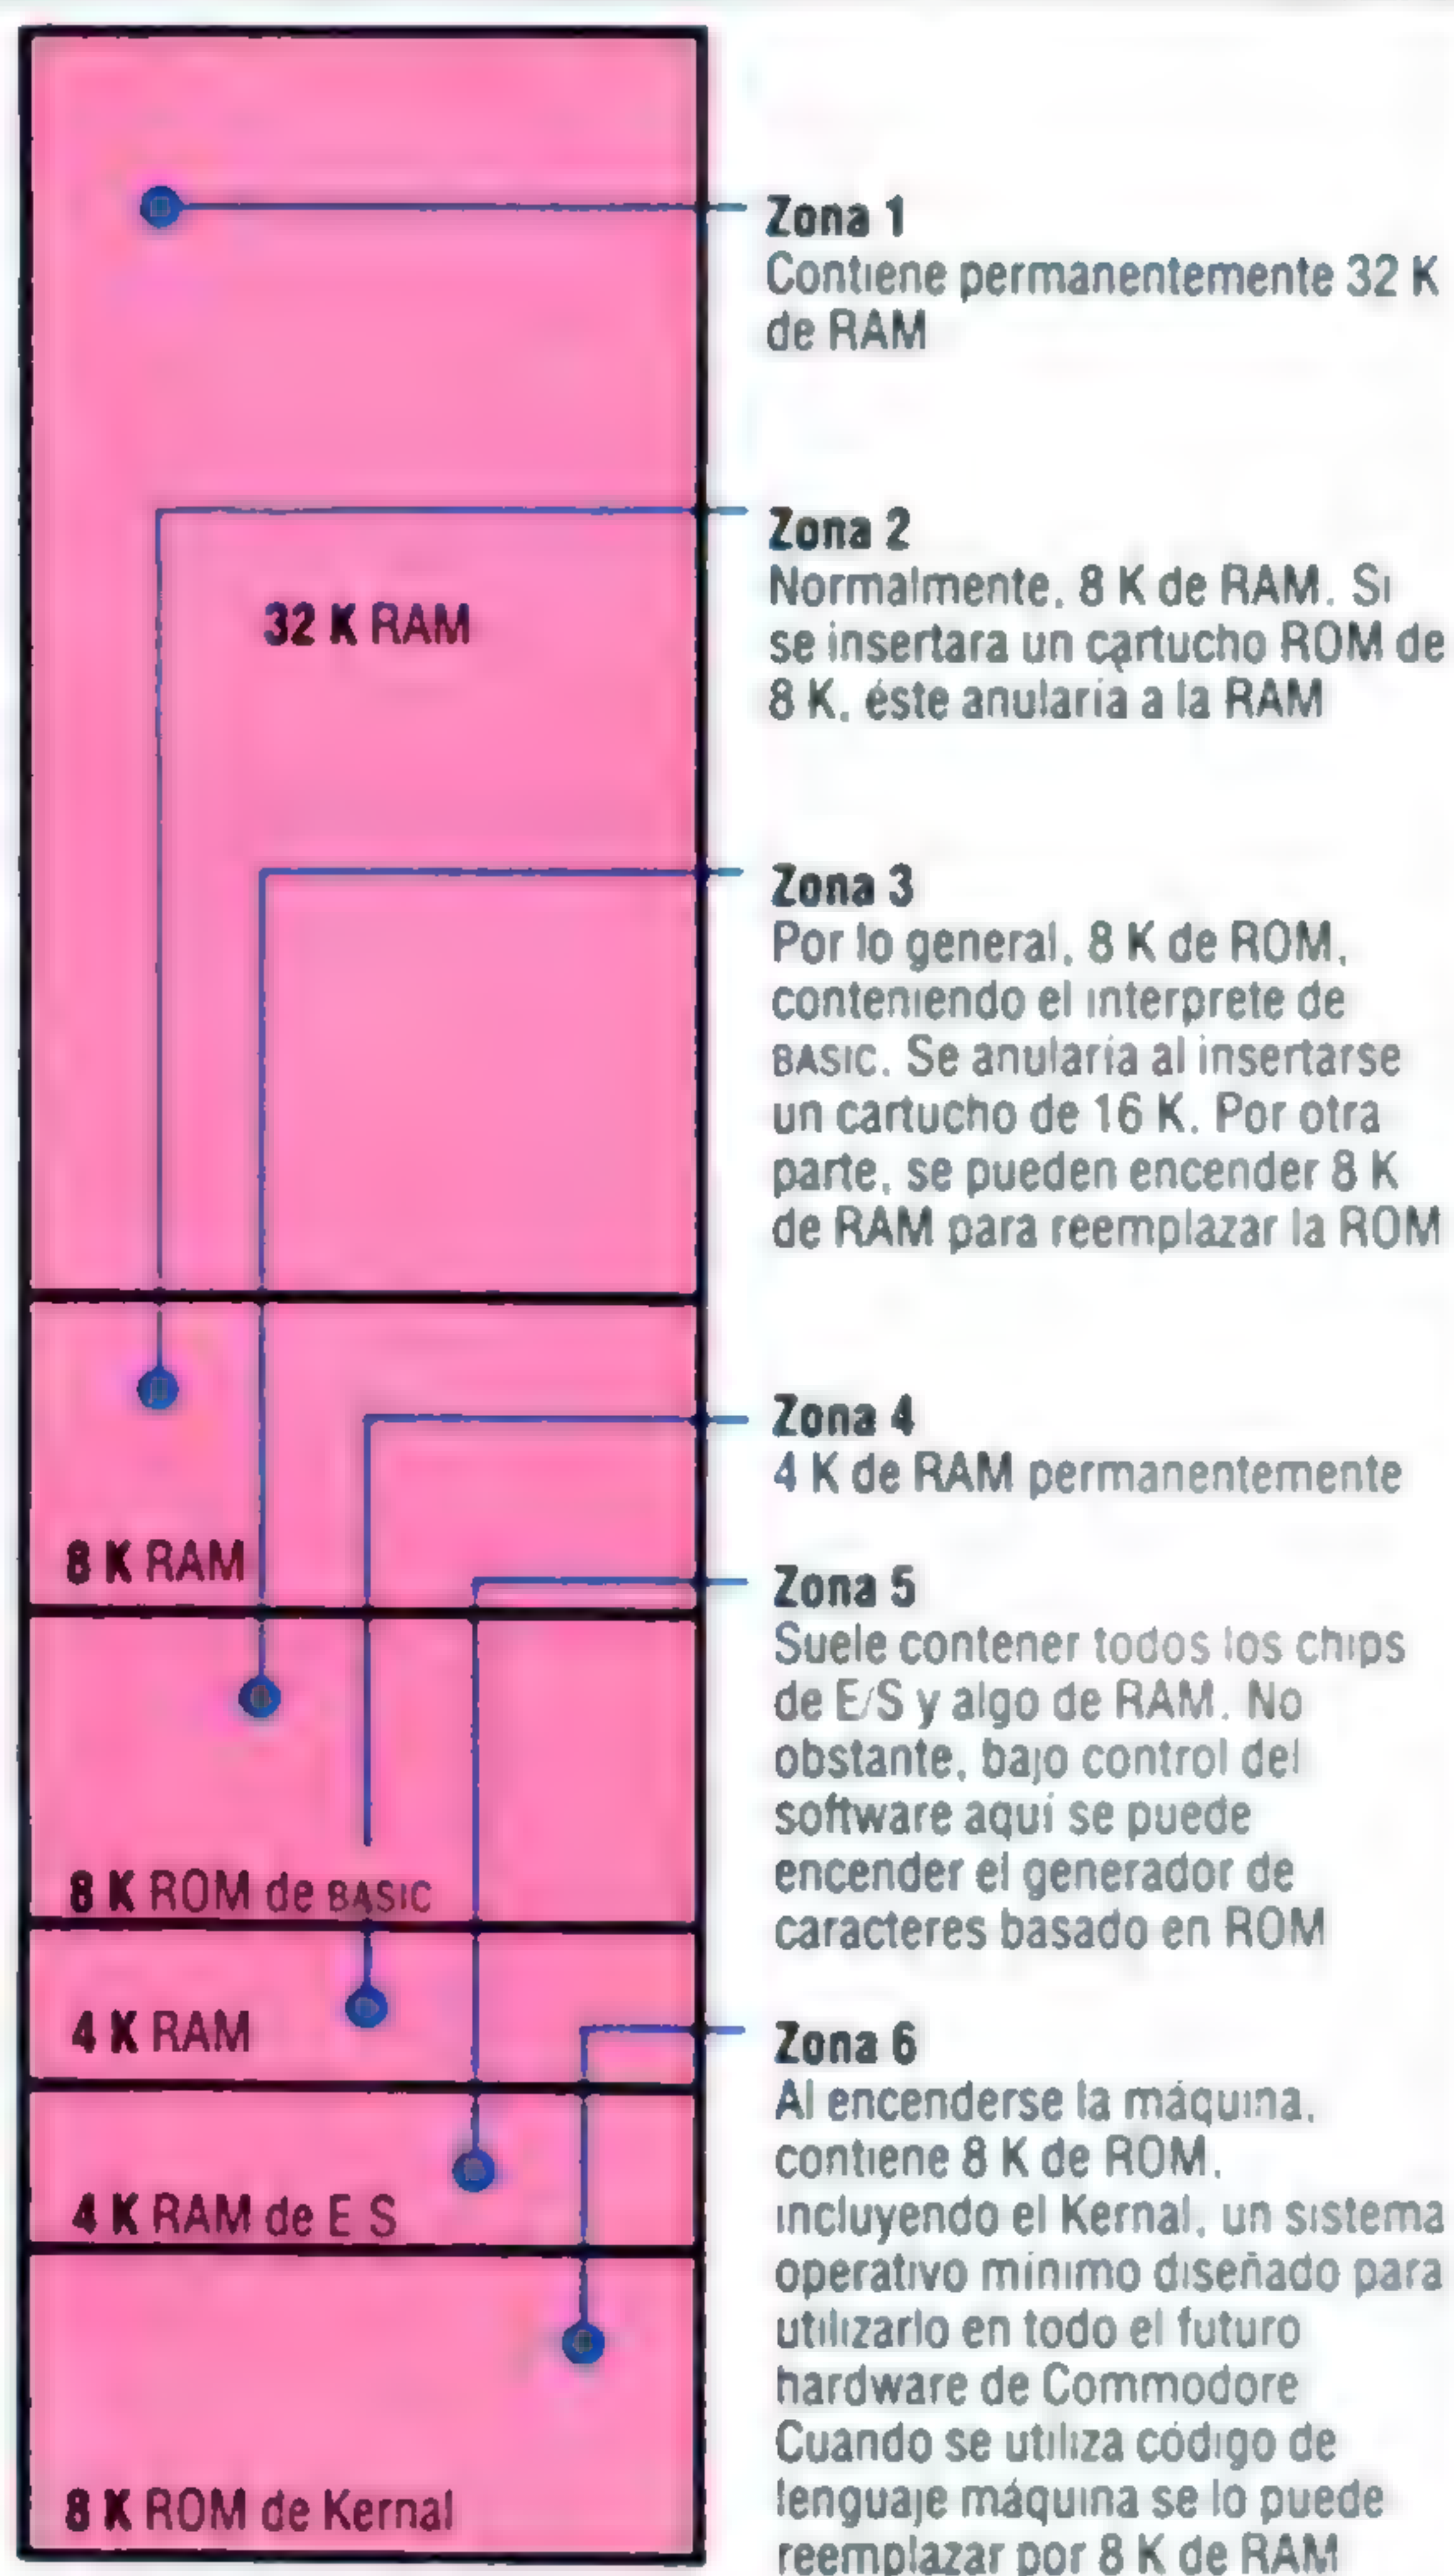 Zona 1
Contiene permanentemente 32 K
de RAM
Zona 2
Normalmente, 8 K de RAM. Si
se insertara un cartucho ROM de
8 K, éste anularía a la RAM
32 K RAM
Zona 3
Por lo general, 8 K de ROM,
conteniendo el interprete de
BASIC. Se anularía al insertarse
un cartucho de 16 K. Por otra
parte, se pueden encender 8 K
de RAM para reemplazar la ROM
Zona 4
4 K de RAM permanentemente
8 K RAM
Zona 5
Suele contener todos los chips
de E/S y algo de RAM. No
obstante, bajo control del
software aquí se puede
encender el generador de
caracteres basado en ROM
8 K ROM de BASIC
4 K RAM
Zona 6
Al encenderse la máquina,
contiene 8 K de ROM,
incluyendo el Kernal, un sistema
operativo mínimo diseñado para
utilizarlo en todo el futuro
hardware de Commodore
Cuando se utiliza código de
lenguaje máquina se lo puede
reemplazar por 8 K de RAM
4 K RAM de E S
8 K ROM de Kernal